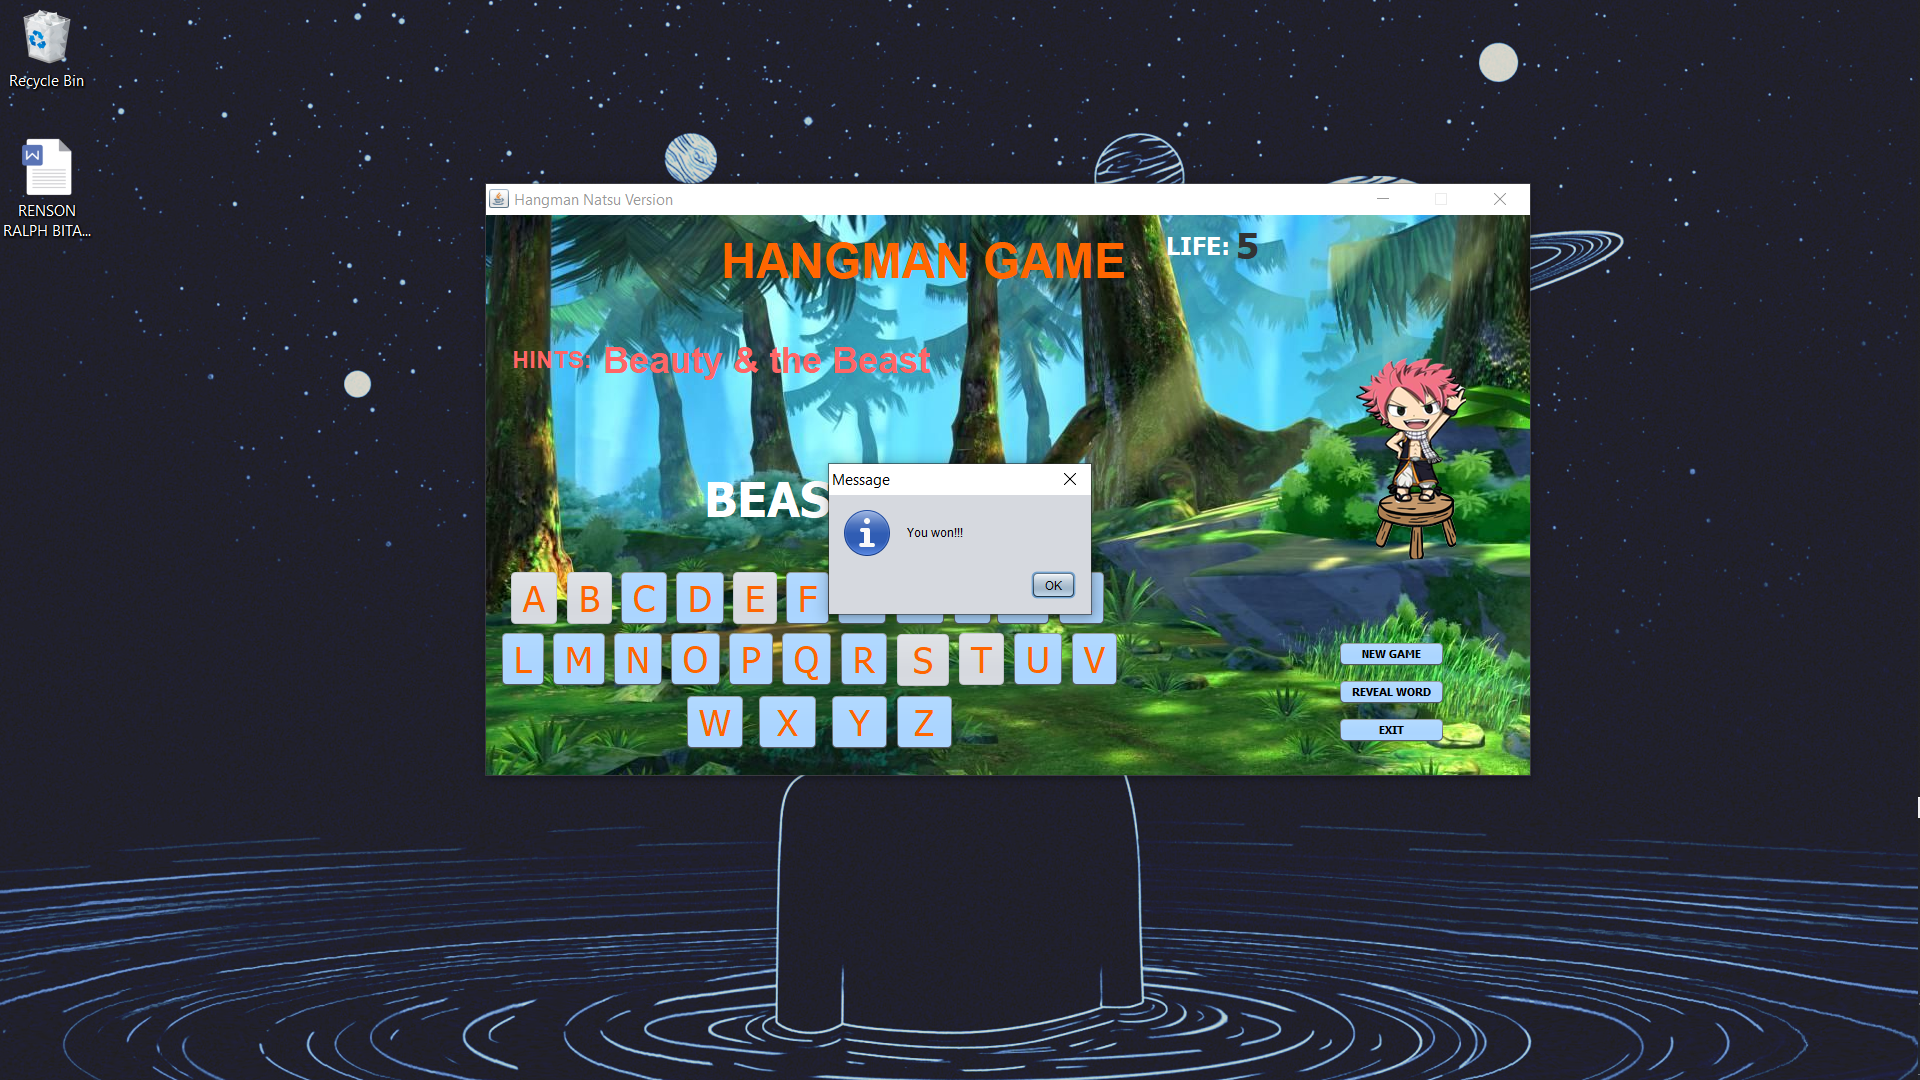 Recycle Bin
RENSON
RALPH BITA...
Hangman Natsu Version
HANGMAN GAME
LIFE: 5
HINTS: Beauty & the Beast
BEAS
Message
You won!!!
OK
A B C D E F
L M N O P Q R S T U V
W X Y Z
NEW GAME
REVEAL WORD
EXIT